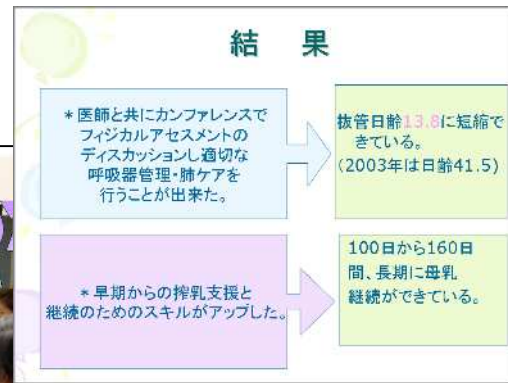 結　果
＊医師と共にカンファレンスで
フィジカルアセスメントの
ディスカッションし適切な
呼吸器管理・肺ケアを
行うことが出来た。
抜管日齢13.8に短縮で
きている。
(2003年は日齢41.5)
＊早期からの搾乳支援と
継続のためのスキルがアップした。
100日から160日
間、長期に母乳
継続ができている。